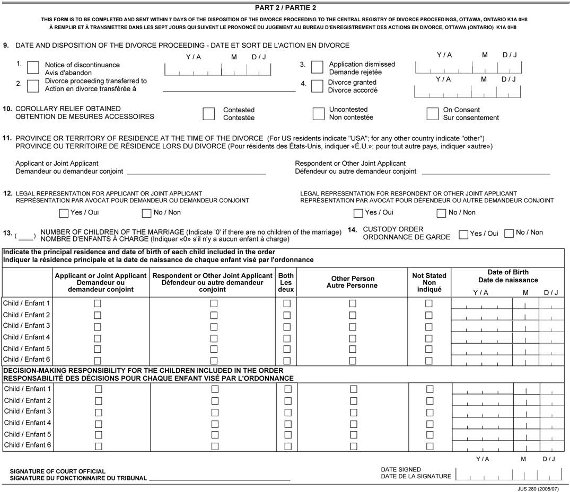 PART 2 / PARTIE 2
THIS FORM IS TO BE COMPLETED AND SENT WITHIN 7 DAYS OF THE DISPOSITION OF THE DIVORCE PROCEEDING TO THE CENTRAL REGISTRY OF DIVORCE PROCEEDINGS, OTTAWA, ONTARIO K1A 0H8
À REMPLIR ET À TRANSMETTRE DANS LES SEPT JOURS QUI SUIVENT LE PRONONCÉ DU JUGEMENT AU BUREAU D'ENREGISTREMENT DES ACTIONS EN DIVORCE, OTTAWA (ONTARIO) K1A 0H8
9. DATE AND DISPOSITION OF THE DIVORCE PROCEEDING - DATE ET SORT DE L'ACTION EN DIVORCE
Y / A M D / J
1. Notice of discontinuance
Avis d'abandon
2. Divorce proceeding transferred to
Action en divorce transférée à
Y / A M D / J
3. Application dismissed
Demande rejetée
4. Divorce granted
Divorce accordé
Y / A M D / J
10. COROLLARY RELIEF OBTAINED
OBTENTION DE MESURES ACCESSOIRES
Contested
Contestée
Uncontested
Non contestée
On Consent
Sur consentement
11. PROVINCE OR TERRITORY OF RESIDENCE AT THE TIME OF THE DIVORCE (For US residents indicate "USA"; for any other country indicate "other")
PROVINCE OU TERRITOIRE DE RÉSIDENCE LORS DU DIVORCE (Pour résidents des États-Unis, indiquer «É.U.»; pour tout autre pays, indiquer «autre»)
Applicant or Joint Applicant
Demandeur ou demandeur conjoint
Respondent or Other Joint Applicant
Défendeur ou autre demandeur conjoint
12. LEGAL REPRESENTATION FOR APPLICANT OR JOINT APPLICANT
REPRÉSENTATION PAR AVOCAT POUR DEMANDEUR OU DEMANDEUR CONJOINT
Yes / Oui No / Non
LEGAL REPRESENTATION FOR RESPONDENT OR OTHER JOINT APPLICANT
REPRÉSENTATION PAR AVOCAT POUR DÉFENDEUR OU AUTRE DEMANDEUR CONJOINT
Yes / Oui No / Non
13. (____) NUMBER OF CHILDREN OF THE MARRIAGE (Indicate '0' if there are no children of the marriage)
NOMBRE D'ENFANTS À CHARGE (Indiquer «0» s'il n'y a aucun enfant à charge)
14. CUSTODY ORDER
ORDONNANCE DE GARDE
Yes / Oui No / Non
Indicate the principal residence and date of birth of each child included in the order
Indiquer la résidence principale et la date de naissance de chaque enfant visé par l'ordonnance
Applicant or Joint Applicant
Demandeur ou
demandeur conjoint
Respondent or Other Joint Applicant
Défendeur ou autre demandeur
conjoint
Both
Les
deux
Other Person
Autre Personne
Not Stated
Non
indiqué
Date of Birth
Date de naissance
Y / A M D / J
Child / Enfant 1
Child / Enfant 2
Child / Enfant 3
Child / Enfant 4
Child / Enfant 5
Child / Enfant 6
DECISION-MAKING RESPONSIBILITY FOR THE CHILDREN INCLUDED IN THE ORDER
RESPONSABILITÉ DES DÉCISIONS POUR CHAQUE ENFANT VISÉ PAR L'ORDONNANCE
Child / Enfant 1
Child / Enfant 2
Child / Enfant 3
Child / Enfant 4
Child / Enfant 5
Child / Enfant 6
Y / A M D / J
SIGNATURE OF COURT OFFICIAL
SIGNATURE DU FONCTIONNAIRE DU TRIBUNAL
DATE SIGNED
DATE DE LA SIGNATURE
JUS 280 (2005/07)